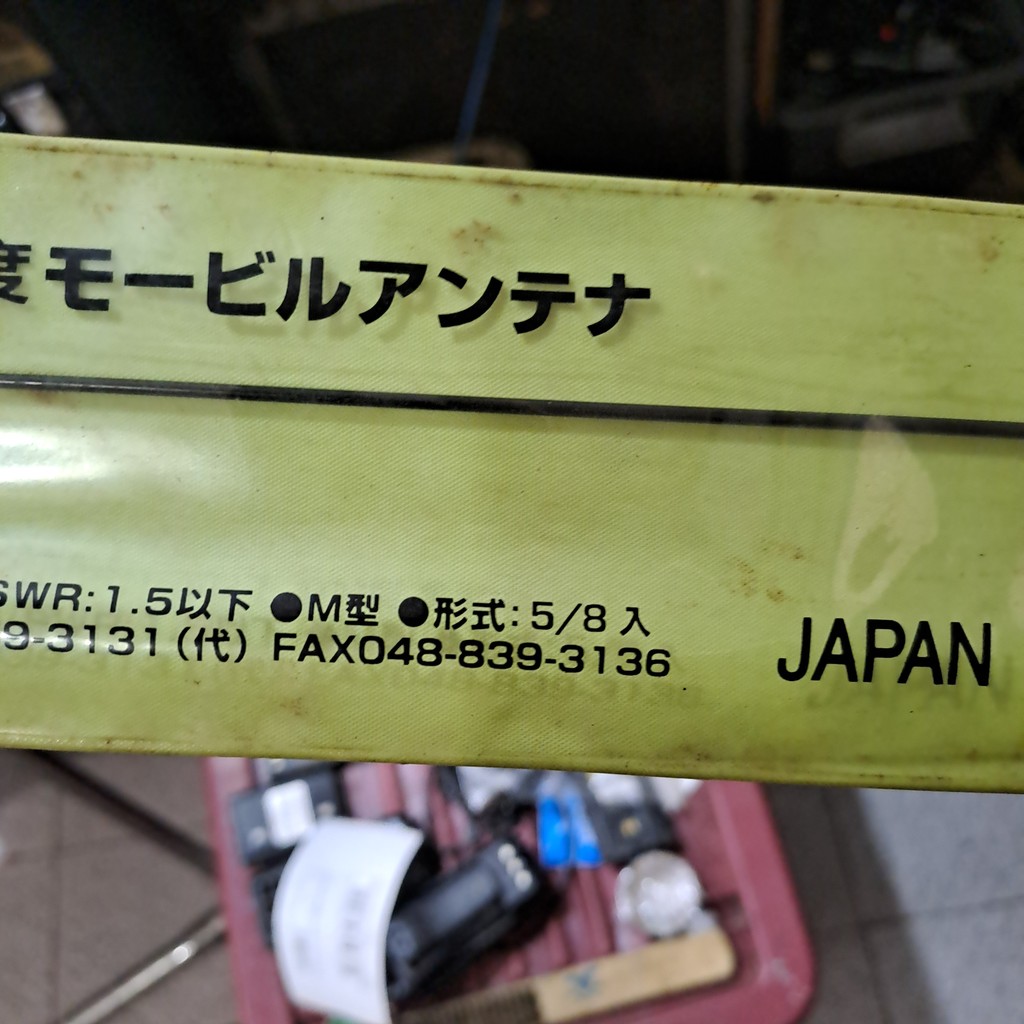 度モービルアンテナ
SWR:1.5以下 ●M型 ●形式:5/8入
9-3131(代) FAX048-839-3136
JAPAN